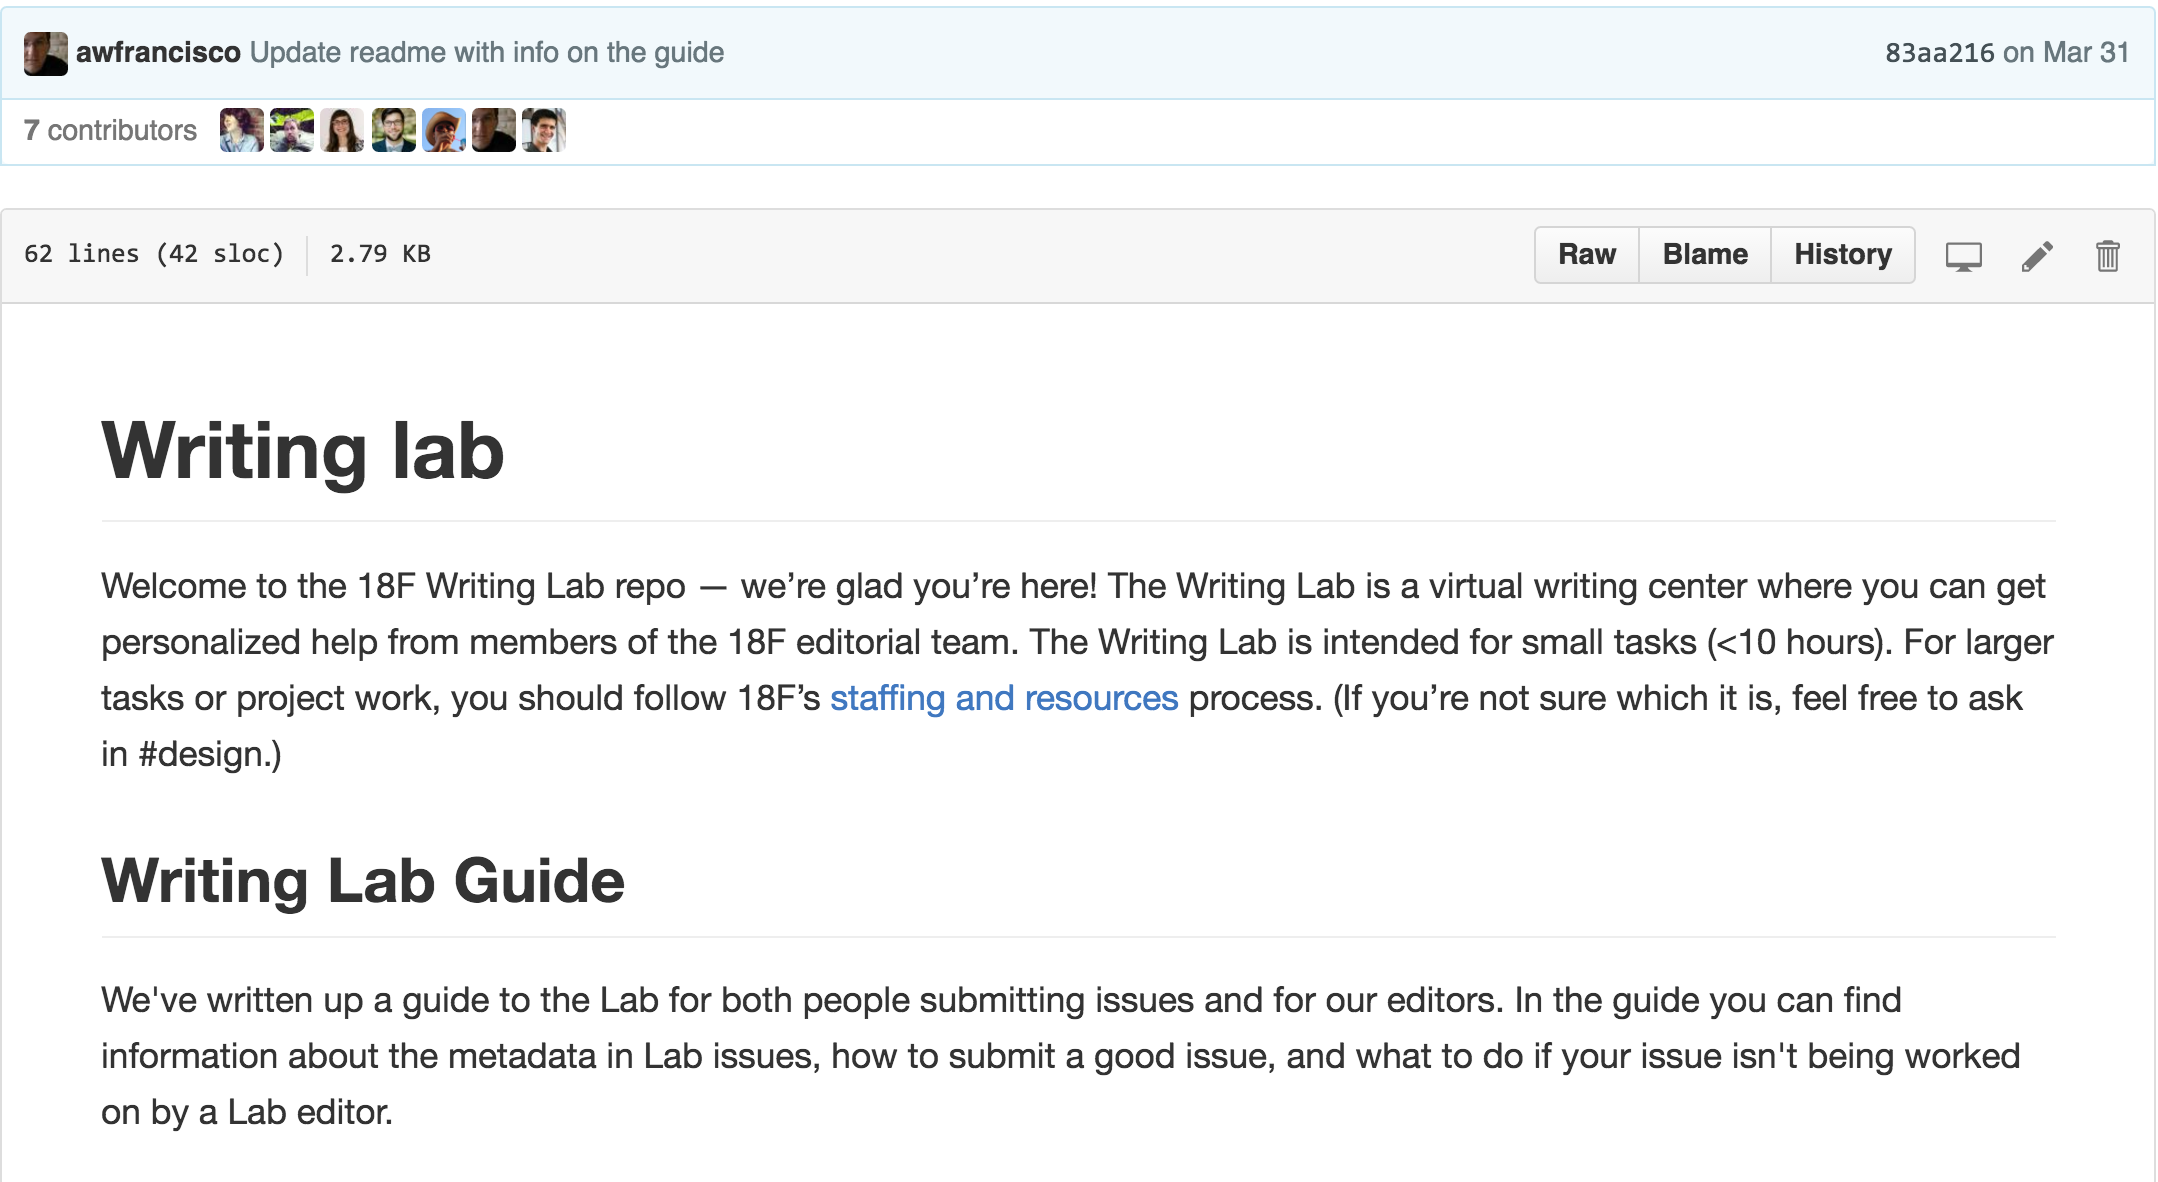 awfrancisco Update readme with info on the guide 83aa216 on Mar 31
7 contributors
62 lines (42 sloc) 2.79 KB Raw Blame History
Writing lab
Welcome to the 18F Writing Lab repo — we’re glad you’re here! The Writing Lab is a virtual writing center where you can get
personalized help from members of the 18F editorial team. The Writing Lab is intended for small tasks (<10 hours). For larger
tasks or project work, you should follow 18F’s staffing and resources process. (If you’re not sure which it is, feel free to ask
in #design.)
Writing Lab Guide
We've written up a guide to the Lab for both people submitting issues and for our editors. In the guide you can find
information about the metadata in Lab issues, how to submit a good issue, and what to do if your issue isn't being worked
on by a Lab editor.